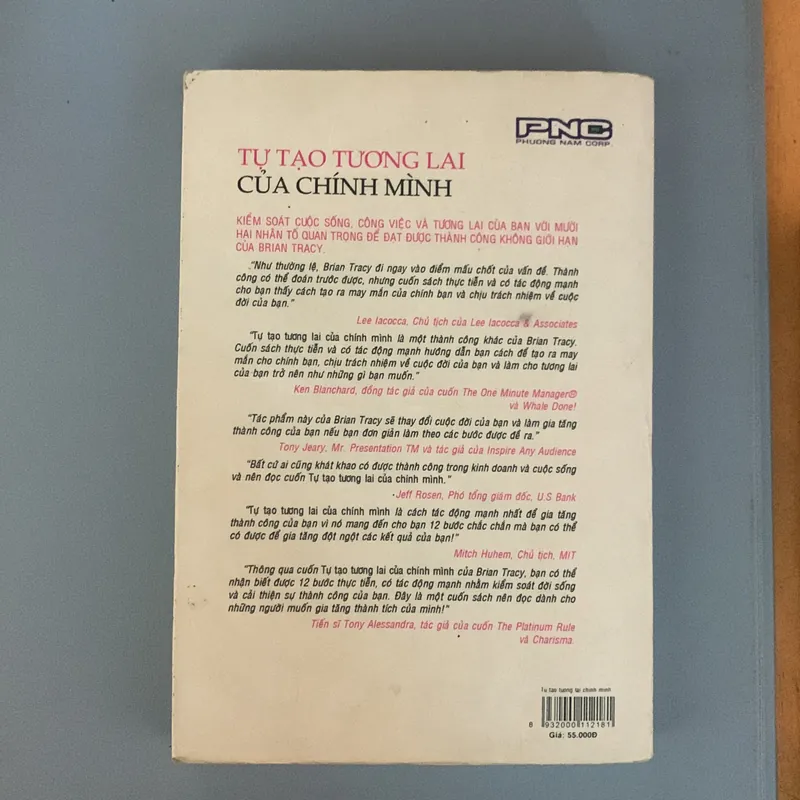 PNC
PHUONG NAM CORP.
TỰ TẠO TƯƠNG LAI
CỦA CHÍNH MÌNH
KIỂM SOÁT CUỘC SỐNG, CÔNG VIỆC VÀ TƯƠNG LAI CỦA BẠN VỚI MƯỜI
HAI NHÂN TỐ QUAN TRỌNG ĐỂ ĐẠT ĐƯỢC THÀNH CÔNG KHÔNG GIỚI HẠN
CỦA BRIAN TRACY.
"Như thường lệ, Brian Tracy đi ngay vào điểm mấu chốt của vấn đề. Thành
công có thể đoán trước được, nhưng cuốn sách thực tiễn và có tác động mạnh
cho bạn thấy cách tạo ra may mắn của chính bạn và chịu trách nhiệm về cuộc
đời của bạn."
Lee Iacocca, Chủ tịch của Lee Iacocca & Associates
"Tự tạo tương lai của chính mình là một thành công khác của Brian Tracy.
Cuốn sách thực tiễn và có tác động mạnh hướng dẫn bạn cách để tạo ra may
mắn cho chính bạn, chịu trách nhiệm về cuộc đời của bạn và làm cho tương lai
của bạn trở nên như những gì bạn muốn."
Ken Blanchard, đồng tác giả của cuốn The One Minute Manager®
và Whale Done!
"Tác phẩm này của Brian Tracy sẽ thay đổi cuộc đời của bạn và làm gia tăng
thành công của bạn nếu bạn đơn giản làm theo các bước được đề ra."
Tony Jeary, Mr. Presentation TM và tác giả của Inspire Any Audience
"Bất cứ ai cũng khát khao có được thành công trong kinh doanh và cuộc sống
và nên đọc cuốn Tự tạo tương lai của chính mình."
Jeff Rosen, Phó tổng giám đốc, U.S Bank
"Tự tạo tương lai của chính mình là cách tác động mạnh nhất để gia tăng
thành công của bạn vì nó mang đến cho bạn 12 bước chắc chắn mà bạn có thể
có được để gia tăng đột ngột các kết quả của bạn!"
Mitch Huhem, Chủ tịch, MIT
"Thông qua cuốn Tự tạo tương lai của chính mình của Brian Tracy, bạn có thể
nhận biết được 12 bước thực tiễn, có tác động mạnh nhằm kiểm soát đời sống
và cải thiện sự thành công của bạn. Đây là một cuốn sách nên đọc dành cho
những người muốn gia tăng thành tích của mình!"
Tiến sĩ Tony Alessandra, tác giả của cuốn The Platinum Rule
và Charisma.
Tự tạo tương lai chính mình
8 932000 112181
Giá: 55.000Đ